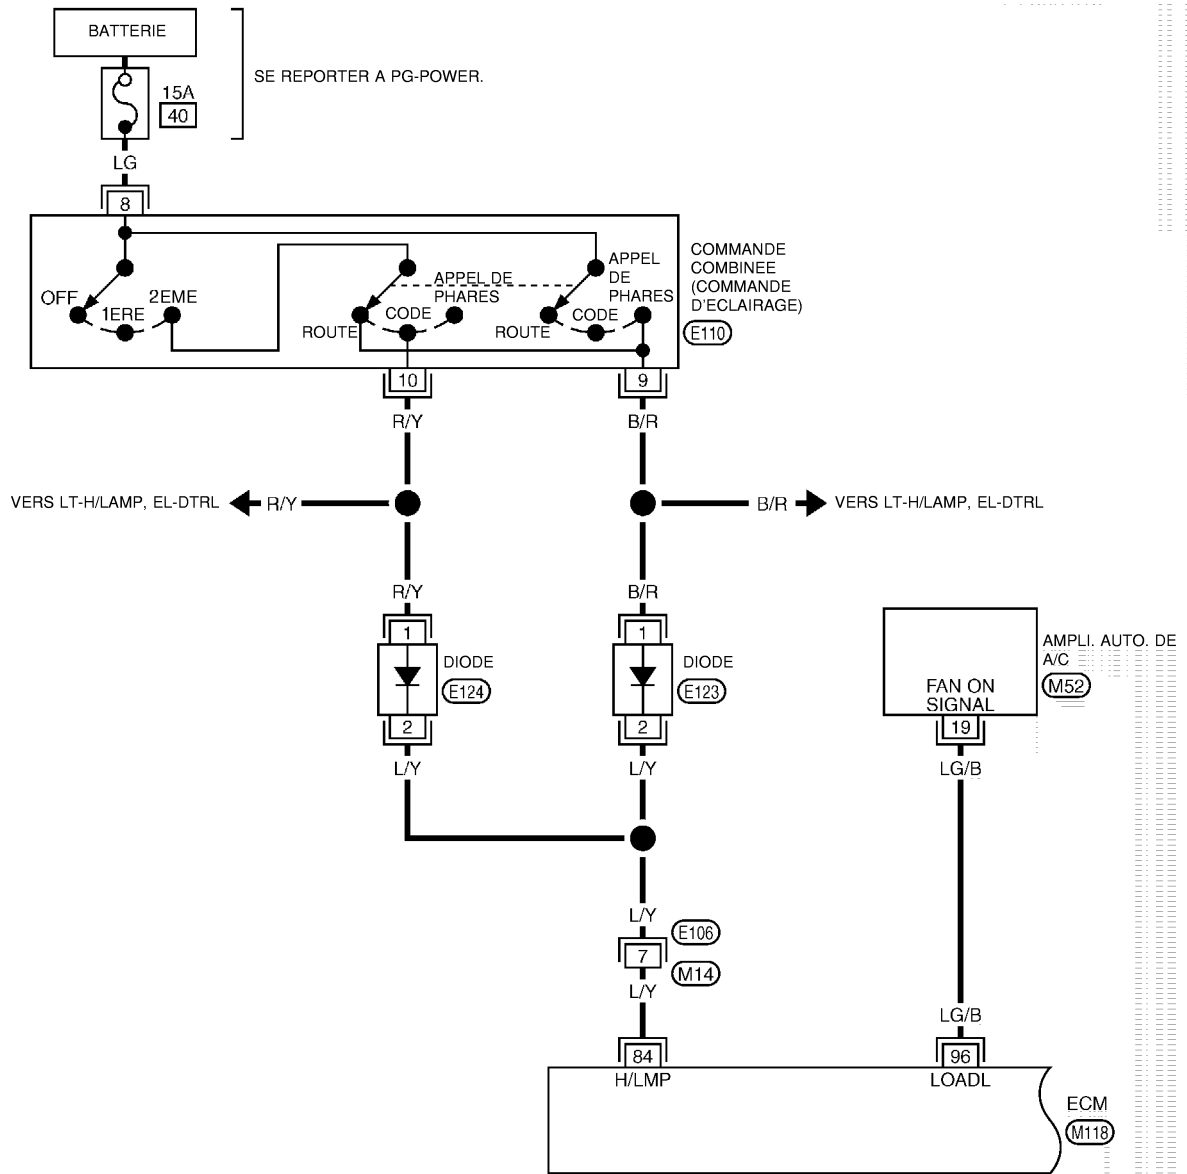 BATTERIE
SE REPORTER A PG-POWER.
15A
40
LG
8
COMMANDE
COMBINEE
(COMMANDE
D'ECLAIRAGE)
E110
OFF
1ERE
2EME
APPEL DE
PHARES
ROUTE
CODE
APPEL
DE
PHARES
ROUTE
CODE
10
9
R/Y
B/R
VERS LT-H/LAMP, EL-DTRL
R/Y
B/R
VERS LT-H/LAMP, EL-DTRL
R/Y
B/R
1
1
DIODE
E124
DIODE
E123
2
2
L/Y
L/Y
AMPLI. AUTO. DE
A/C
M52
FAN ON
SIGNAL
19
LG/B
L/Y
E106
7
M14
L/Y
LG/B
84
96
H/LMP
LOADL
ECM
M118